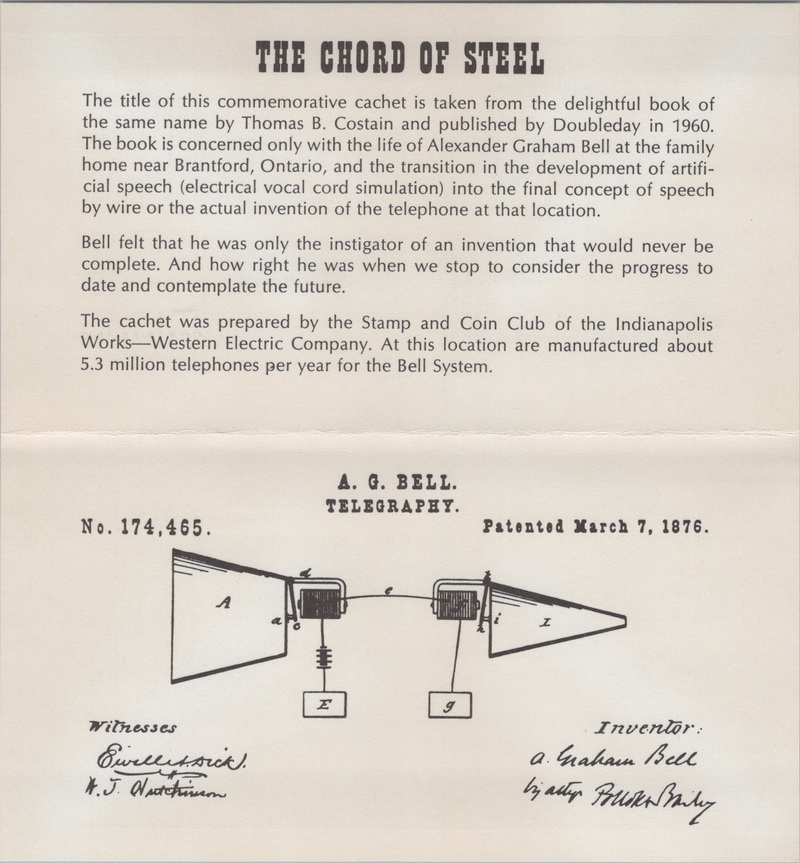 THE CHORD OF STEEL
The title of this commemorative cachet is taken from the delightful book of
the same name by Thomas B. Costain and published by Doubleday in 1960.
The book is concerned only with the life of Alexander Graham Bell at the family
home near Brantford, Ontario, and the transition in the development of artifi-
cial speech (electrical vocal cord simulation) into the final concept of speech
by wire or the actual invention of the telephone at that location.
Bell felt that he was only the instigator of an invention that would never be
complete. And how right he was when we stop to consider the progress to
date and contemplate the future.
The cachet was prepared by the Stamp and Coin Club of the Indianapolis
Works—Western Electric Company. At this location are manufactured about
5.3 million telephones per year for the Bell System.
A. G. BELL.
TELEGRAPHY.
No. 174,465.
Patented March 7, 1876.
d
e
A
a
c
h
i
I
E
g
Witnesses
Inventor:
W. J. Hutchinson
A. Graham Bell
by attys Pollok Bailey